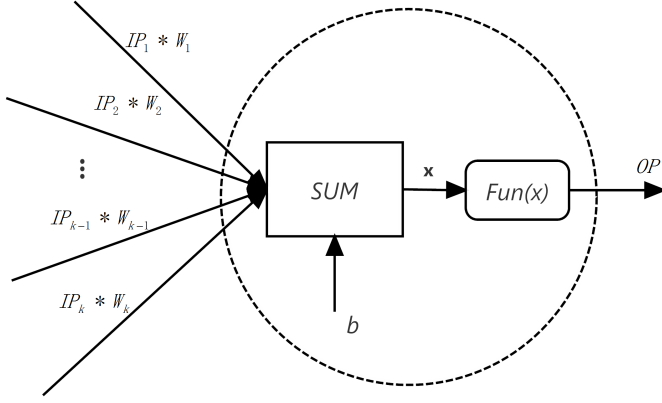 IP₁ * W₁
IP₂ * W₂
⋮
IPₖ₋₁ * Wₖ₋₁
IPₖ * Wₖ
SUM
b
x
Fun(x)
OP